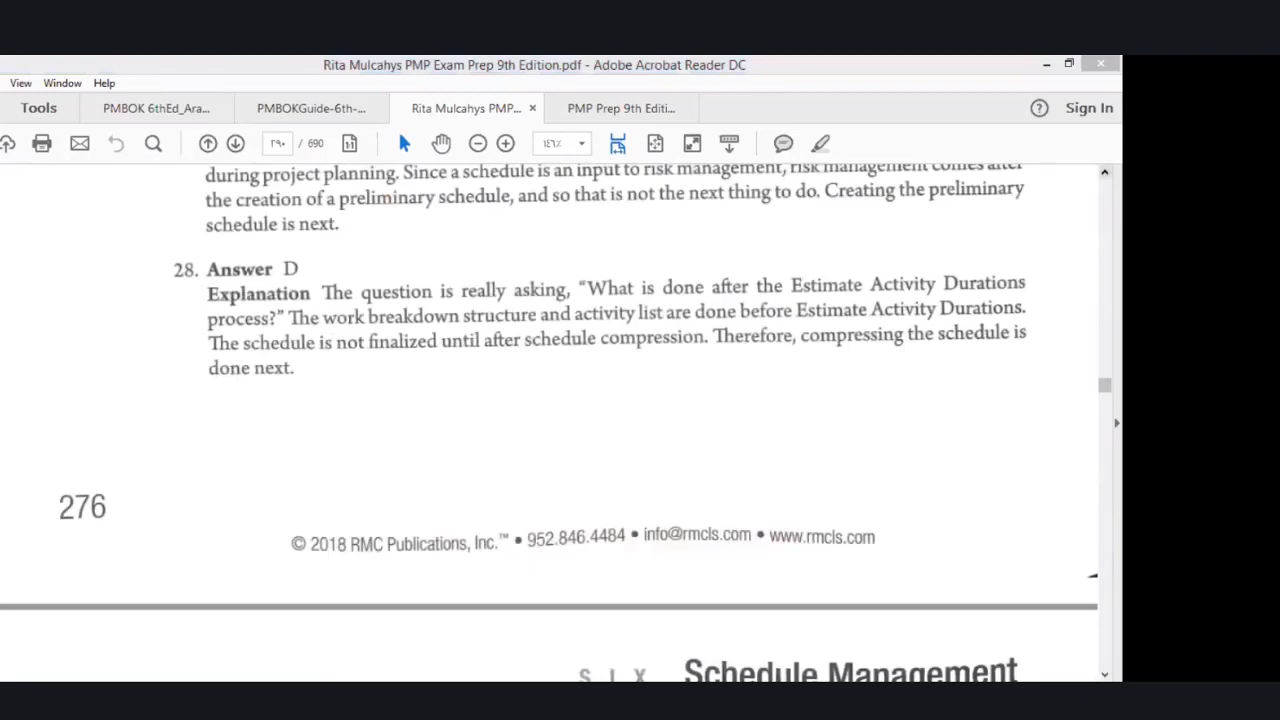 Rita Mulcahys PMP Exam Prep 9th Edition.pdf - Adobe Acrobat Reader DC
View Window Help
Tools PMBOK 6thEd_Ara... PMBOKGuide-6th-... Rita Mulcahys PMP... × PMP Prep 9th Editi... Sign In
٢٩٠ / 690 ١٤٦٪
during project planning. Since a schedule is an input to risk management, risk management comes after
the creation of a preliminary schedule, and so that is not the next thing to do. Creating the preliminary
schedule is next.
28. Answer D
Explanation The question is really asking, “What is done after the Estimate Activity Durations
process?” The work breakdown structure and activity list are done before Estimate Activity Durations.
The schedule is not finalized until after schedule compression. Therefore, compressing the schedule is
done next.
276
© 2018 RMC Publications, Inc.™ • 952.846.4484 • info@rmcls.com • www.rmcls.com
S I X Schedule Management